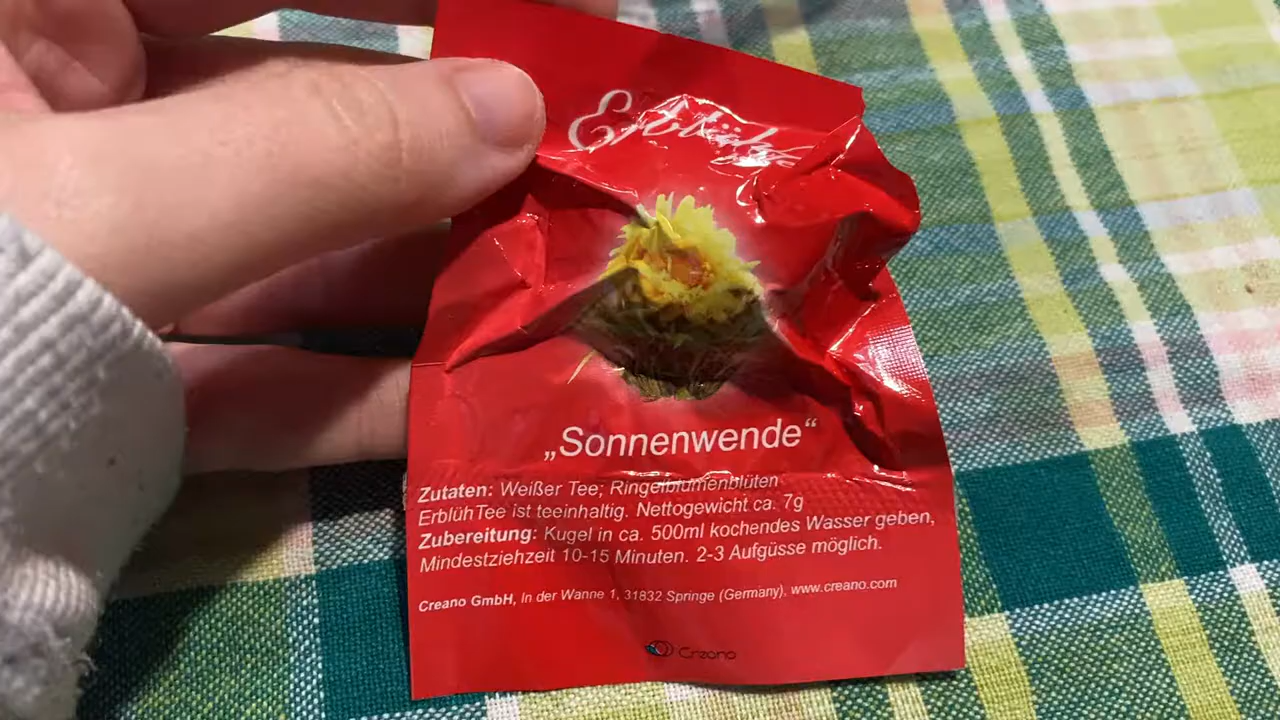 ErblühTee
„Sonnenwende“
Zutaten: Weißer Tee; Ringelblumenblüten
ErblühTee ist teeinhaltig. Nettogewicht ca. 7g
Zubereitung: Kugel in ca. 500ml kochendes Wasser geben,
Mindestziehzeit 10-15 Minuten. 2-3 Aufgüsse möglich.
Creano GmbH, In der Wanne 1, 31832 Springe (Germany), www.creano.com
Creano